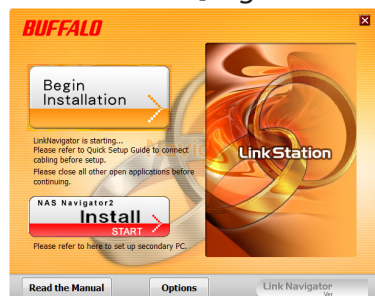 BUFFALO
Begin
Installation
LinkNavigator is starting...
Please refer to Quick Setup Guide to connect
cabling before setup.
Please close all other open applications before
continuing.
LinkStation
NAS Navigator2
Install
START
Please refer to here to set up secondary PC.
Read the Manual
Options
Link Navigator
Ver